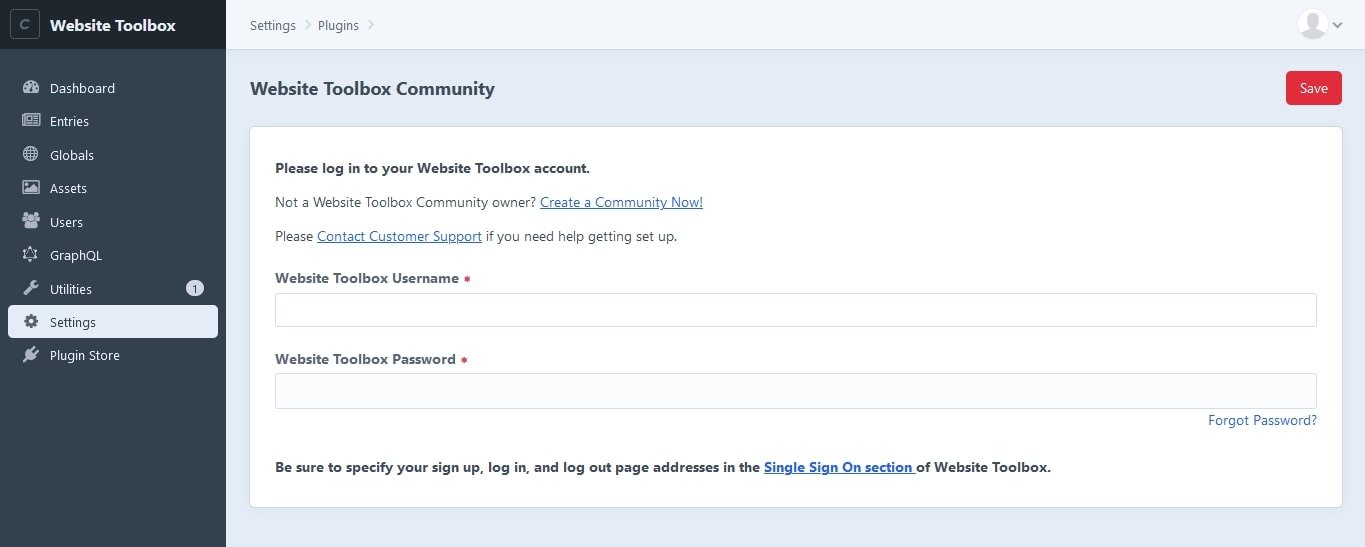 C
Website Toolbox
Settings
Plugins
Dashboard
Entries
Globals
Assets
Users
GraphQL
Utilities
1
Settings
Plugin Store
Website Toolbox Community
Save
Please log in to your Website Toolbox account.
Not a Website Toolbox Community owner? Create a Community Now!
Please Contact Customer Support if you need help getting set up.
Website Toolbox Username *
Website Toolbox Password *
Forgot Password?
Be sure to specify your sign up, log in, and log out page addresses in the Single Sign On section of Website Toolbox.